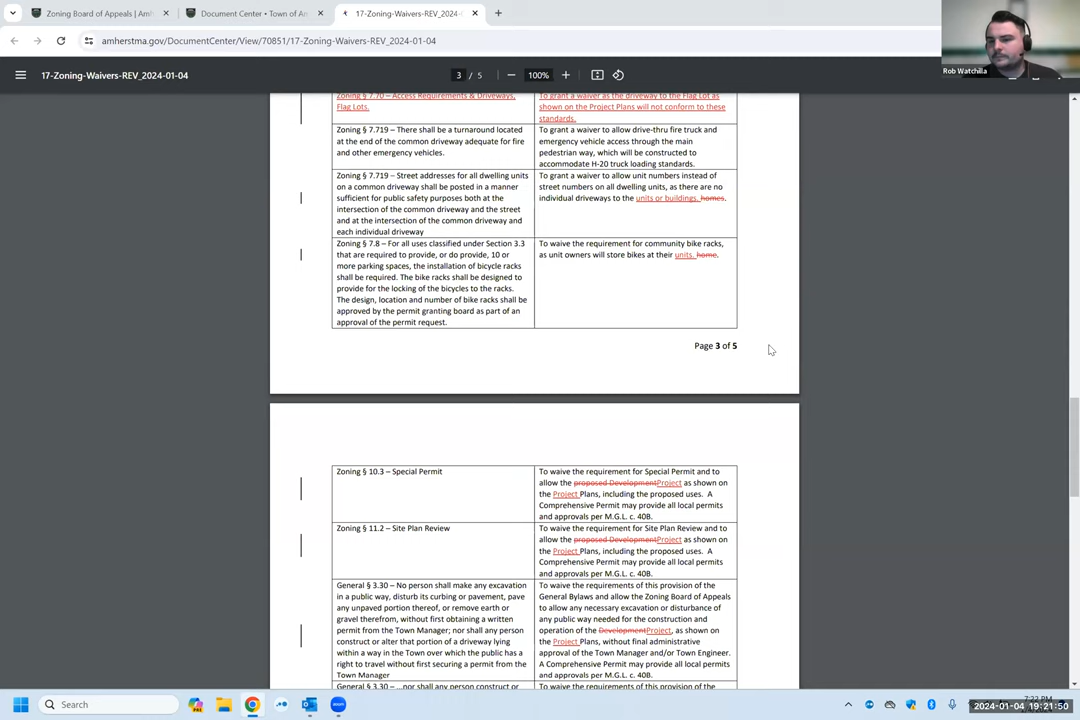 Zoning Board of Appeals | Amh
Document Center • Town of Am
17-Zoning-Waivers-REV_2024-01-04
amherstma.gov/DocumentCenter/View/70851/17-Zoning-Waivers-REV_2024-01-04
Rob Watchilla
17-Zoning-Waivers-REV_2024-01-04
3 / 5
100%
Zoning § 7.70 – Access Requirements & Driveways,
Flag Lots.
To grant a waiver as the driveway to the Flag Lot as
shown on the Project Plans will not conform to these
standards.
Zoning § 7.719 – There shall be a turnaround located
at the end of the common driveway adequate for fire
and other emergency vehicles.
To grant a waiver to allow drive-thru fire truck and
emergency vehicle access through the main
pedestrian way, which will be constructed to
accommodate H-20 truck loading standards.
Zoning § 7.719 – Street addresses for all dwelling units
on a common driveway shall be posted in a manner
sufficient for public safety purposes both at the
intersection of the common driveway and the street
and at the intersection of the common driveway and
each individual driveway
To grant a waiver to allow unit numbers instead of
street numbers on all dwelling units, as there are no
individual driveways to the units or buildings. homes.
Zoning § 7.8 – For all uses classified under Section 3.3
that are required to provide, or do provide, 10 or
more parking spaces, the installation of bicycle racks
shall be required. The bike racks shall be designed to
provide for the locking of the bicycles to the racks.
The design, location and number of bike racks shall be
approved by the permit granting board as part of an
approval of the permit request.
To waive the requirement for community bike racks,
as unit owners will store bikes at their units. home.
Page 3 of 5
Zoning § 10.3 – Special Permit
To waive the requirement for Special Permit and to
allow the proposed DevelopmentProject as shown on
the Project Plans, including the proposed uses. A
Comprehensive Permit may provide all local permits
and approvals per M.G.L. c. 40B.
Zoning § 11.2 – Site Plan Review
To waive the requirement for Site Plan Review and to
allow the proposed DevelopmentProject as shown on
the Project Plans, including the proposed uses. A
Comprehensive Permit may provide all local permits
and approvals per M.G.L. c. 40B.
General § 3.30 – No person shall make any excavation
in a public way, disturb its curbing or pavement, pave
any unpaved portion thereof, or remove earth or
gravel therefrom, without first obtaining a written
permit from the Town Manager; nor shall any person
construct or alter that portion of a driveway lying
within a way in the Town over which the public has a
right to travel without first securing a permit from the
Town Manager
To waive the requirements of this provision of the
General Bylaws and allow the Zoning Board of Appeals
to allow any necessary excavation or disturbance of
any public way needed for the construction and
operation of the DevelopmentProject, as shown on
the Project Plans, without final administrative
approval of the Town Manager and/or Town Engineer.
A Comprehensive Permit may provide all local permits
and approvals per M.G.L. c. 40B.
General § 3.30 – ...nor shall any person construct or
To waive the requirements of this provision of the
Search
7:22 PM
2024-01-04 19:21:50